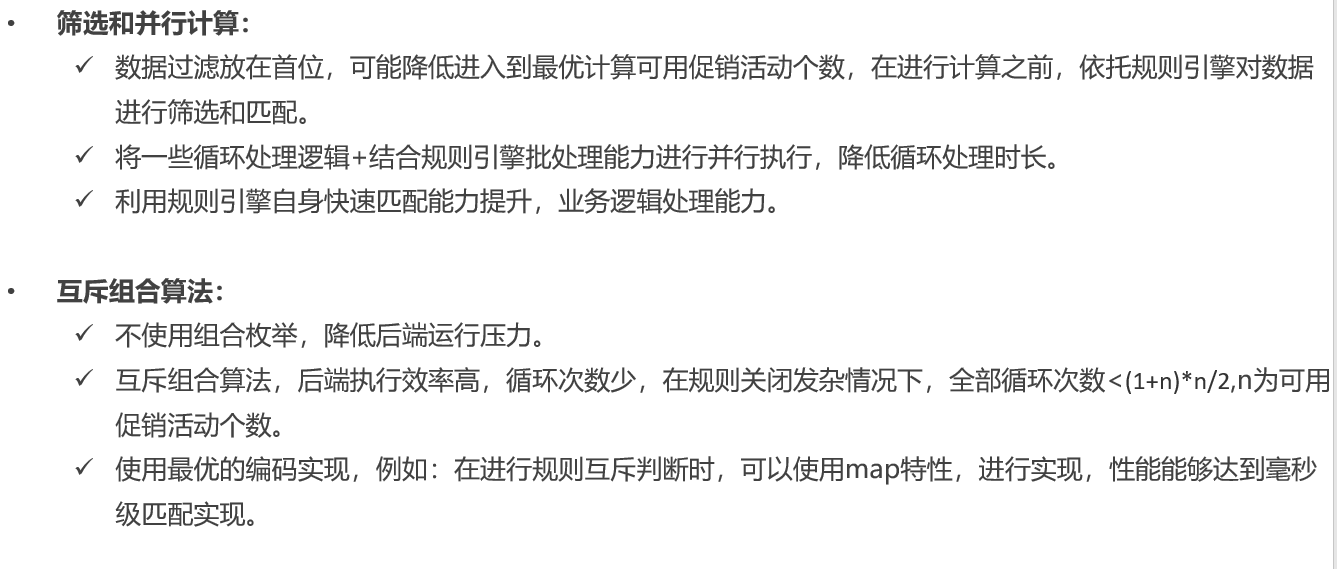 • 筛选和并行计算：
✓ 数据过滤放在首位，可能降低进入到最优计算可用促销活动个数，在进行计算之前，依托规则引擎对数据
进行筛选和匹配。
✓ 将一些循环处理逻辑+结合规则引擎批处理能力进行并行执行，降低循环处理时长。
✓ 利用规则引擎自身快速匹配能力提升，业务逻辑处理能力。
• 互斥组合算法：
✓ 不使用组合枚举，降低后端运行压力。
✓ 互斥组合算法，后端执行效率高，循环次数少，在规则关闭发杂情况下，全部循环次数<(1+n)*n/2,n为可用
促销活动个数。
✓ 使用最优的编码实现，例如：在进行规则互斥判断时，可以使用map特性，进行实现，性能能够达到毫秒
级匹配实现。